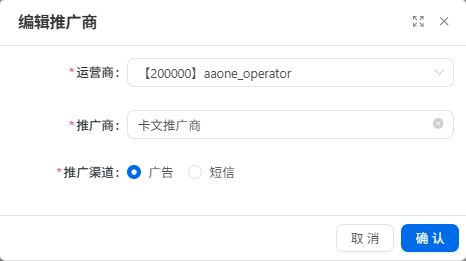 编辑推广商
*运营商： 【200000】aaone_operator
*推广商： 卡文推广商
*推广渠道： 广告 短信
取 消 确 认